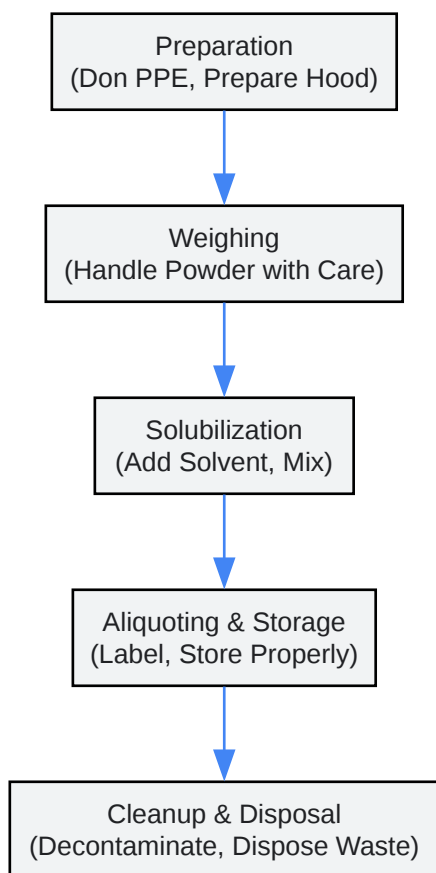 Preparation
(Don PPE, Prepare Hood)
Weighing
(Handle Powder with Care)
Solubilization
(Add Solvent, Mix)
Aliquoting & Storage
(Label, Store Properly)
Cleanup & Disposal
(Decontaminate, Dispose Waste)